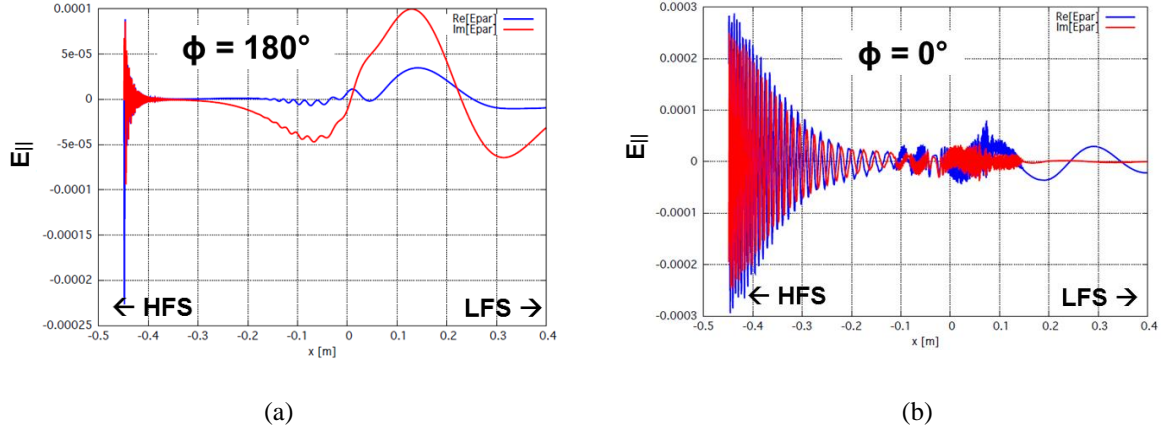 0.0001
5e-05
0
-5e-05
-0.0001
-0.00015
-0.0002
-0.00025
E||
ϕ = 180°
Re[Epar]
Im[Epar]
← HFS
LFS →
-0.5 -0.4 -0.3 -0.2 -0.1 0 0.1 0.2 0.3 0.4
x [m]
(a)
0.0003
0.0002
0.0001
0
-0.0001
-0.0002
-0.0003
E||
ϕ = 0°
Re[Epar]
Im[Epar]
← HFS
LFS →
-0.5 -0.4 -0.3 -0.2 -0.1 0 0.1 0.2 0.3 0.4
x [m]
(b)